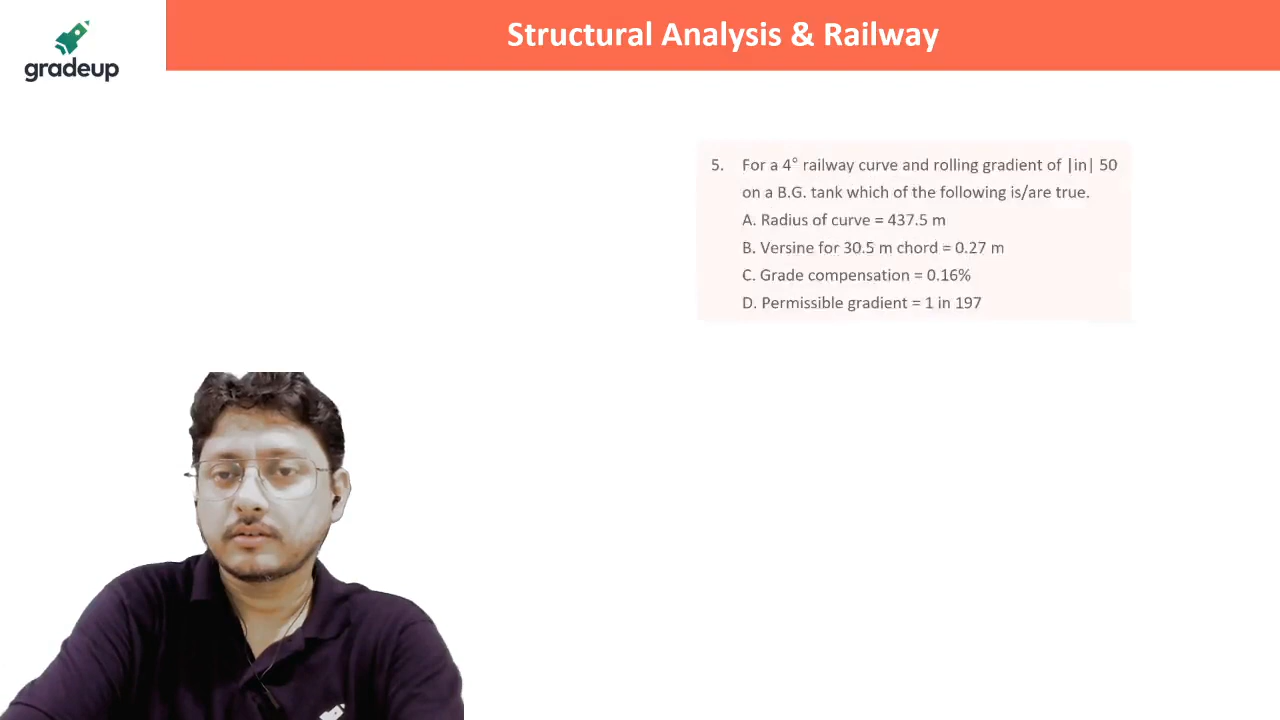 gradeup
Structural Analysis & Railway
5. For a 4° railway curve and rolling gradient of |in| 50
on a B.G. tank which of the following is/are true.
A. Radius of curve = 437.5 m
B. Versine for 30.5 m chord = 0.27 m
C. Grade compensation = 0.16%
D. Permissible gradient = 1 in 197